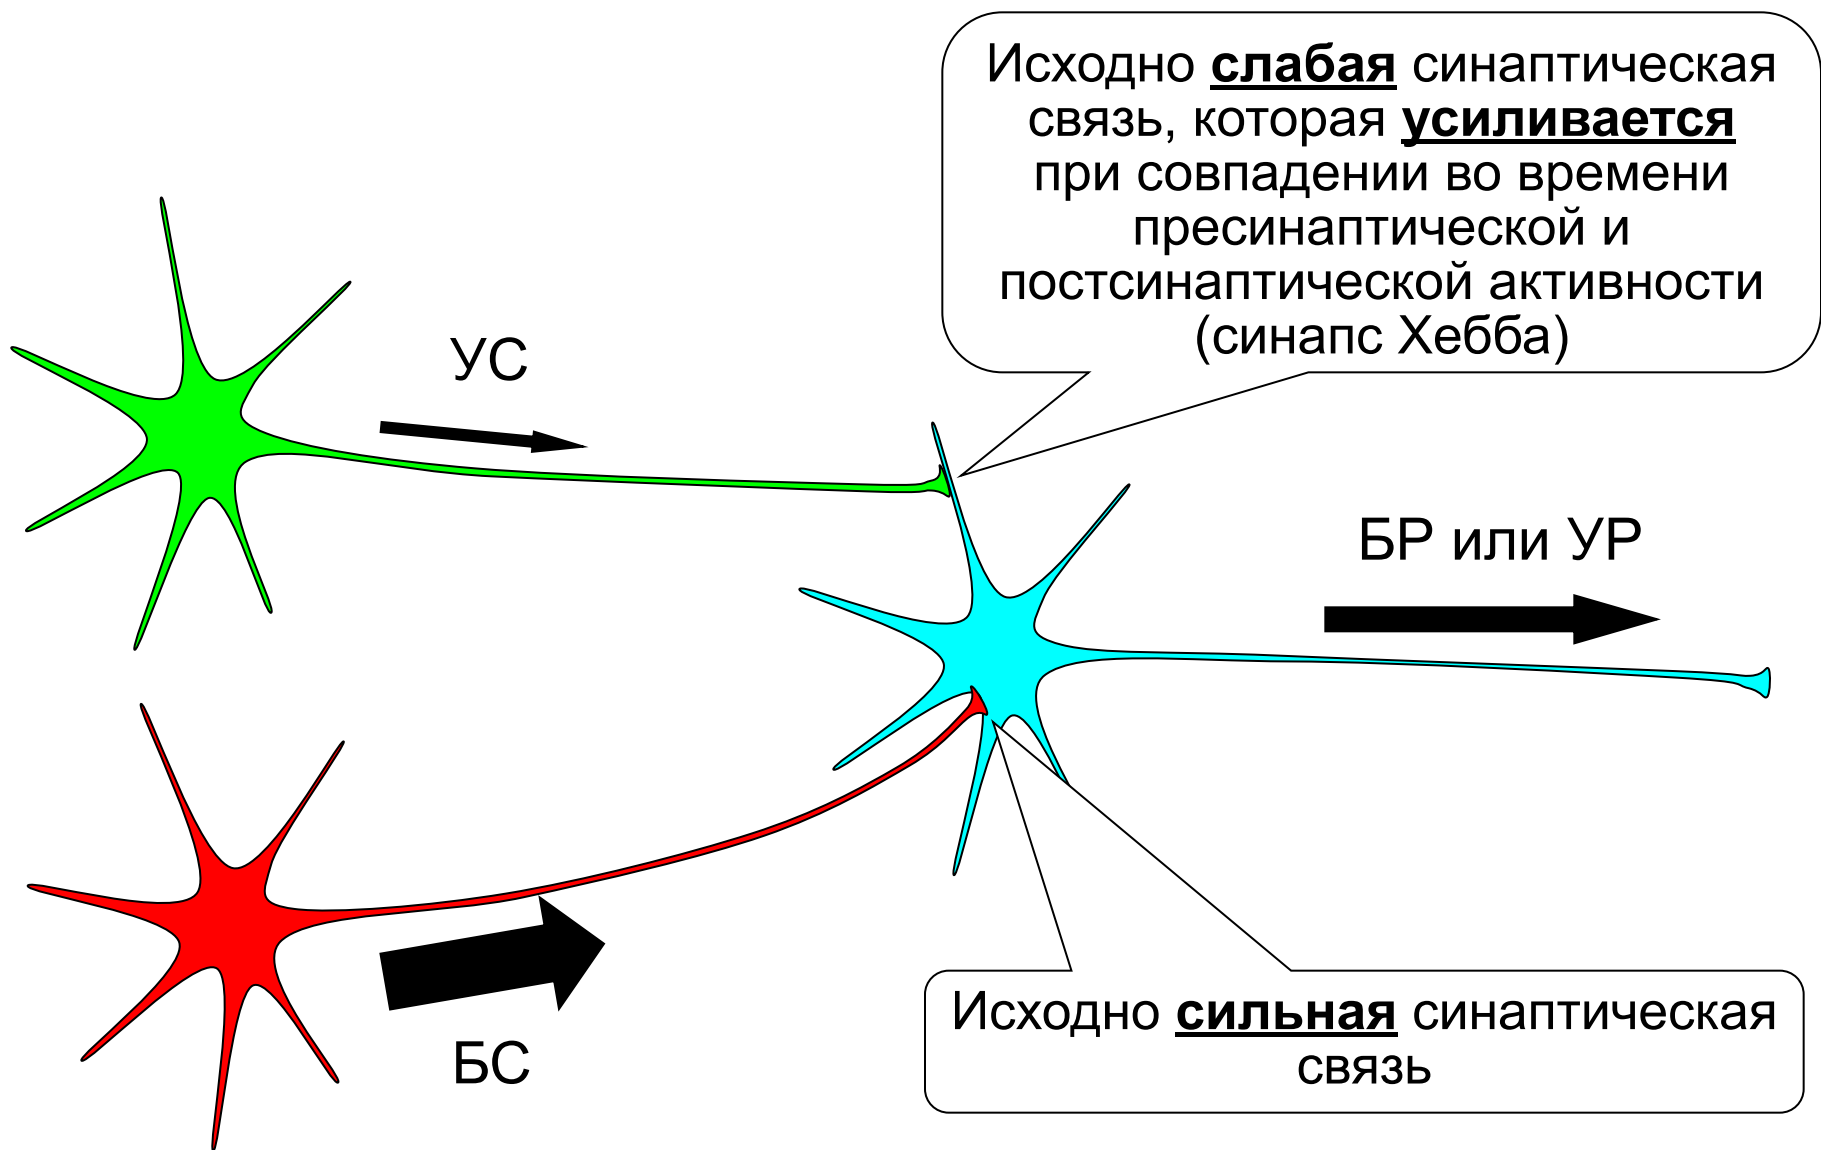 Исходно слабая синаптическая
связь, которая усиливается
при совпадении во времени
пресинаптической и
постсинаптической активности
(синапс Хебба)
УС
БР или УР
БС
Исходно сильная синаптическая
связь